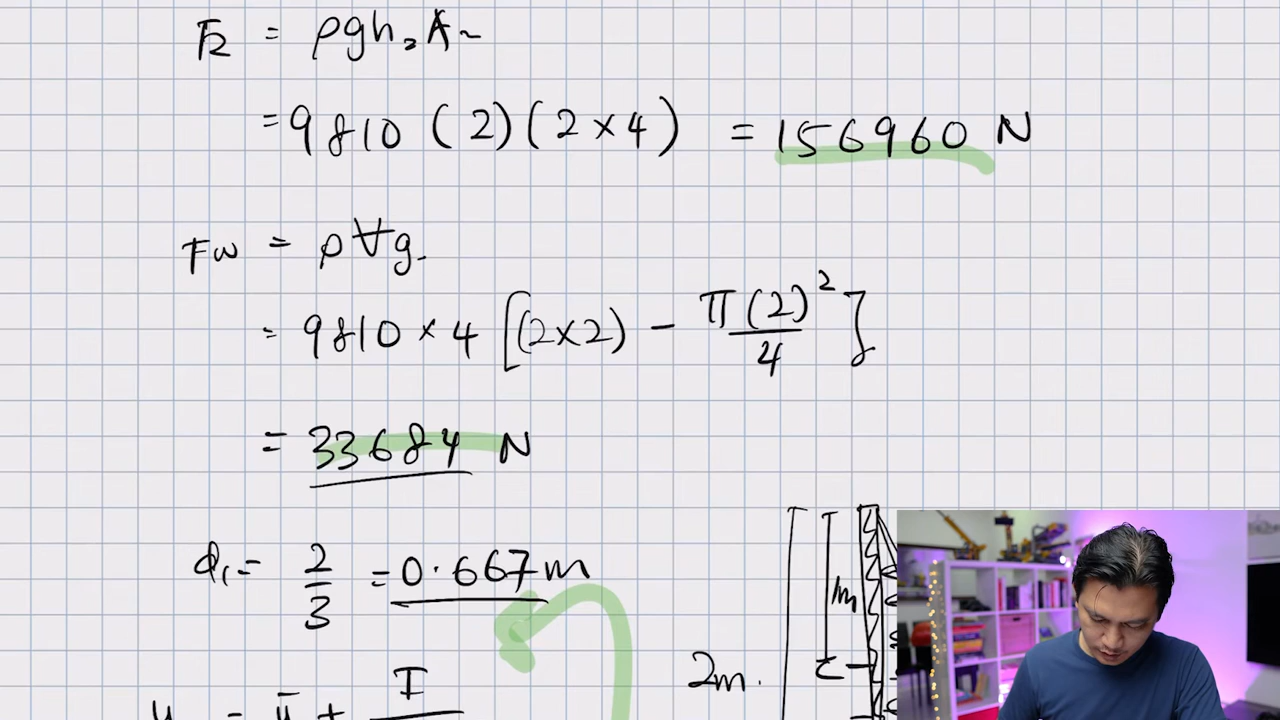 F2 = ρgh₂A₂
= 9810 (2)(2×4) = 156960 N
Fw = ρ∀g
= 9810 × 4 [(2×2) − π(2)²/4]
= 33684 N
d₁ = 2/3 = 0.667m
1m
C
2m.
y = ȳ + I